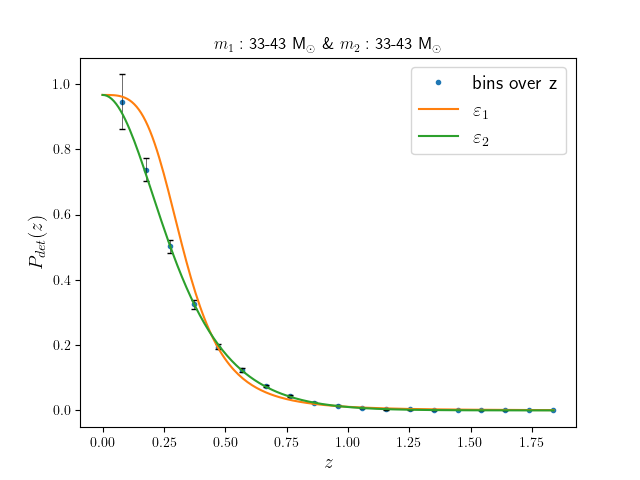 m₁ : 33-43 M☉ & m₂ : 33-43 M☉
bins over z
ε₁
ε₂
P_det(z)
1.0
0.8
0.6
0.4
0.2
0.0
0.00 0.25 0.50 0.75 1.00 1.25 1.50 1.75
z